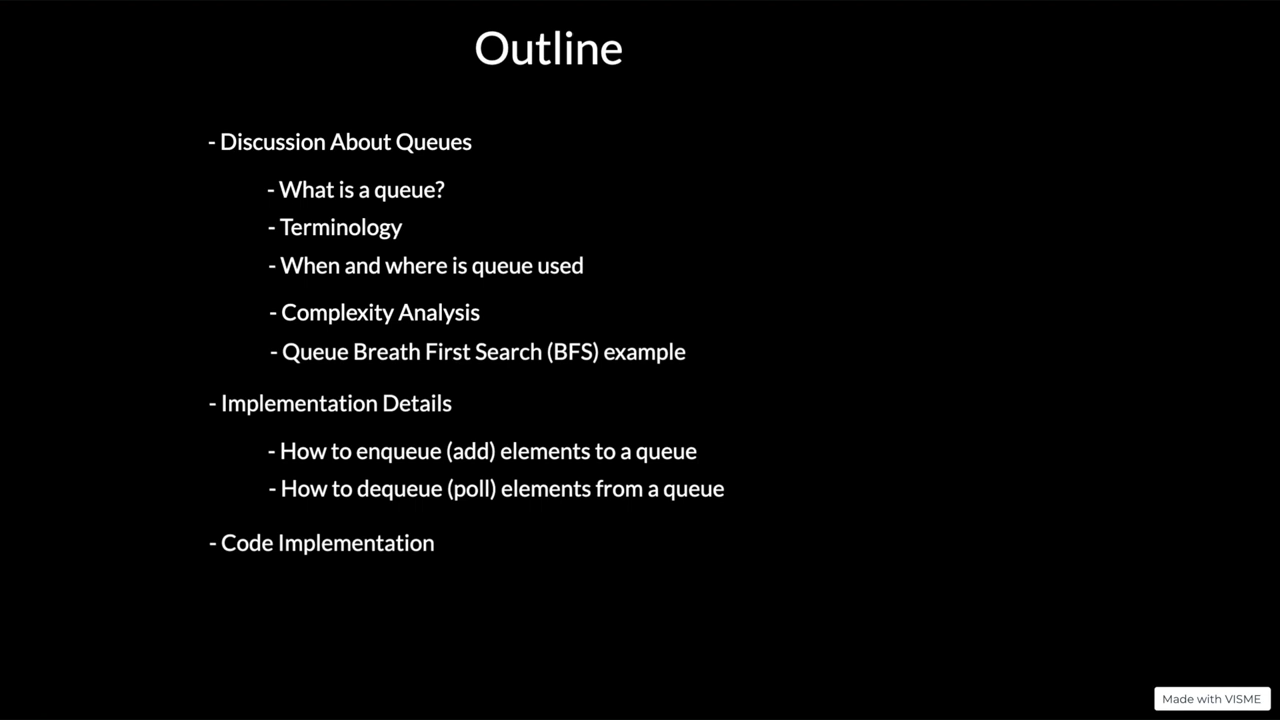 Outline
- Discussion About Queues
- What is a queue?
- Terminology
- When and where is queue used
- Complexity Analysis
- Queue Breath First Search (BFS) example
- Implementation Details
- How to enqueue (add) elements to a queue
- How to dequeue (poll) elements from a queue
- Code Implementation
Made with VISME